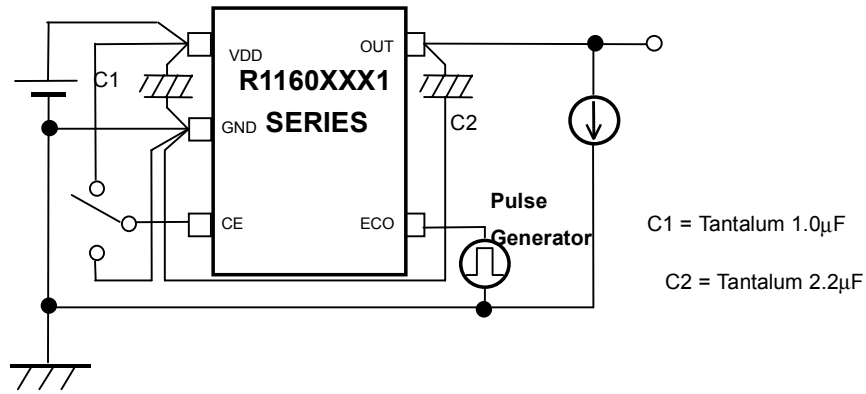 VDD
OUT
C1
R1160XXX1
SERIES
GND
C2
CE
ECO
Pulse
Generator
C1 = Tantalum 1.0μF
C2 = Tantalum 2.2μF